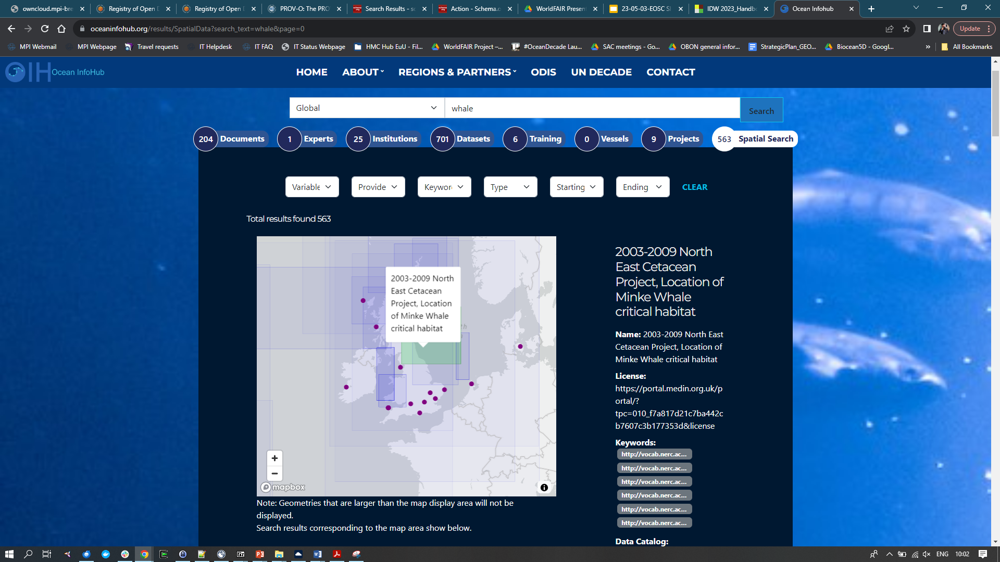 owncloud.mpi-bre
Registry of Open D
Registry of Open D
PROV-O: The PRO
Search Results - sc
Action - Schema.o
WorldFAIR Present
23-05-03-EOSC Sl
IDW 2023_Handb
Ocean Infohub
oceaninfohub.org/results/SpatialData?search_text=whale&page=0
Update
MPI Webmail
MPI Webpage
Travel requests
IT Helpdesk
IT FAQ
IT Status Webpage
HMC Hub EuU - Fil...
WorldFAIR Project –...
#OceanDecade Lau...
SAC meetings - Go...
OBON general infor...
StrategicPlan_GEO...
Biocean5D - Googl...
»
All Bookmarks
OIH Ocean InfoHub
HOME
ABOUT
REGIONS & PARTNERS
ODIS
UN DECADE
CONTACT
Global
whale
Search
204 Documents
1 Experts
25 Institutions
701 Datasets
6 Training
0 Vessels
9 Projects
563 Spatial Search
Variable
Provide
Keywor
Type
Starting
Ending
CLEAR
Total results found 563
2003-2009 North
East Cetacean
Project, Location
of Minke Whale
critical habitat
+
−
mapbox
Note: Geometries that are larger than the map display area will not be
displayed.
Search results corresponding to the map area show below.
2003-2009 North
East Cetacean
Project, Location of
Minke Whale
critical habitat
Name: 2003-2009 North East
Cetacean Project, Location of
Minke Whale critical habitat
License:
https://portal.medin.org.uk/p
ortal/?
tpc=010_f7a817d21c7ba442c
b7607c3b177353d&license
Keywords:
http://vocab.nerc.ac...
http://vocab.nerc.ac...
http://vocab.nerc.ac...
http://vocab.nerc.ac...
http://vocab.nerc.ac...
http://vocab.nerc.ac...
Data Catalog:
ENG
10:02